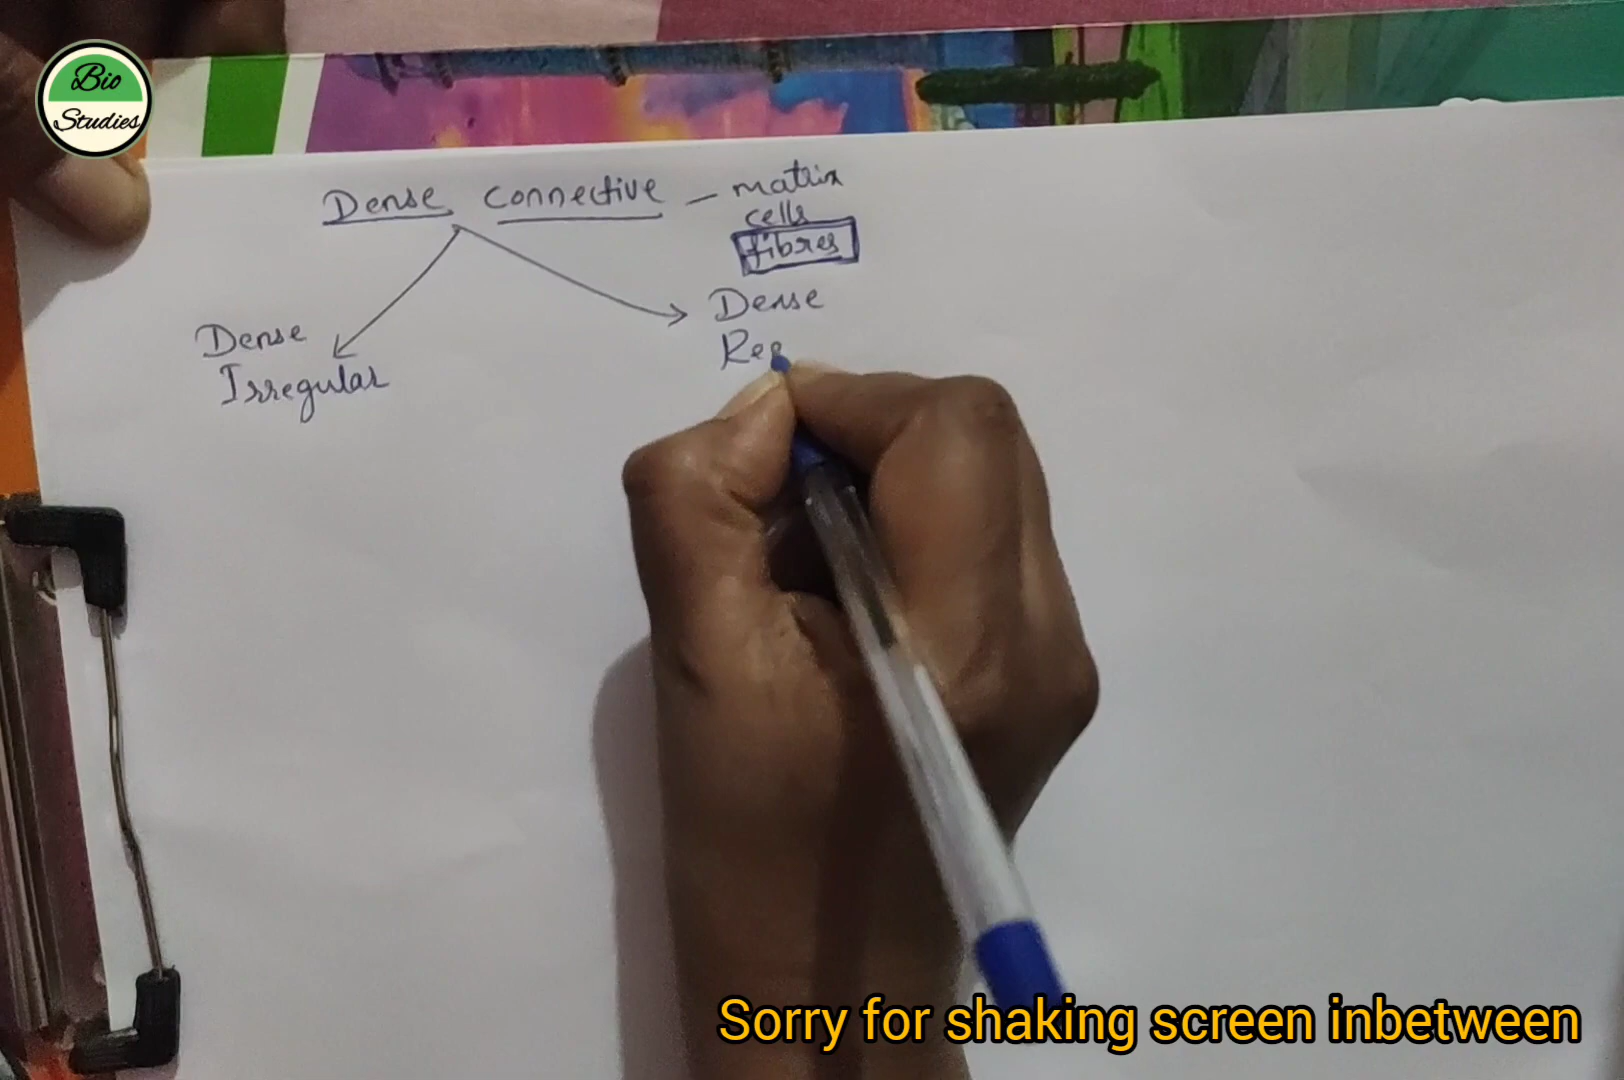 Bio
Studies
Dense connective - matrix
cells
fibres
Dense
Irregular
Dense
Reg
Sorry for shaking screen inbetween